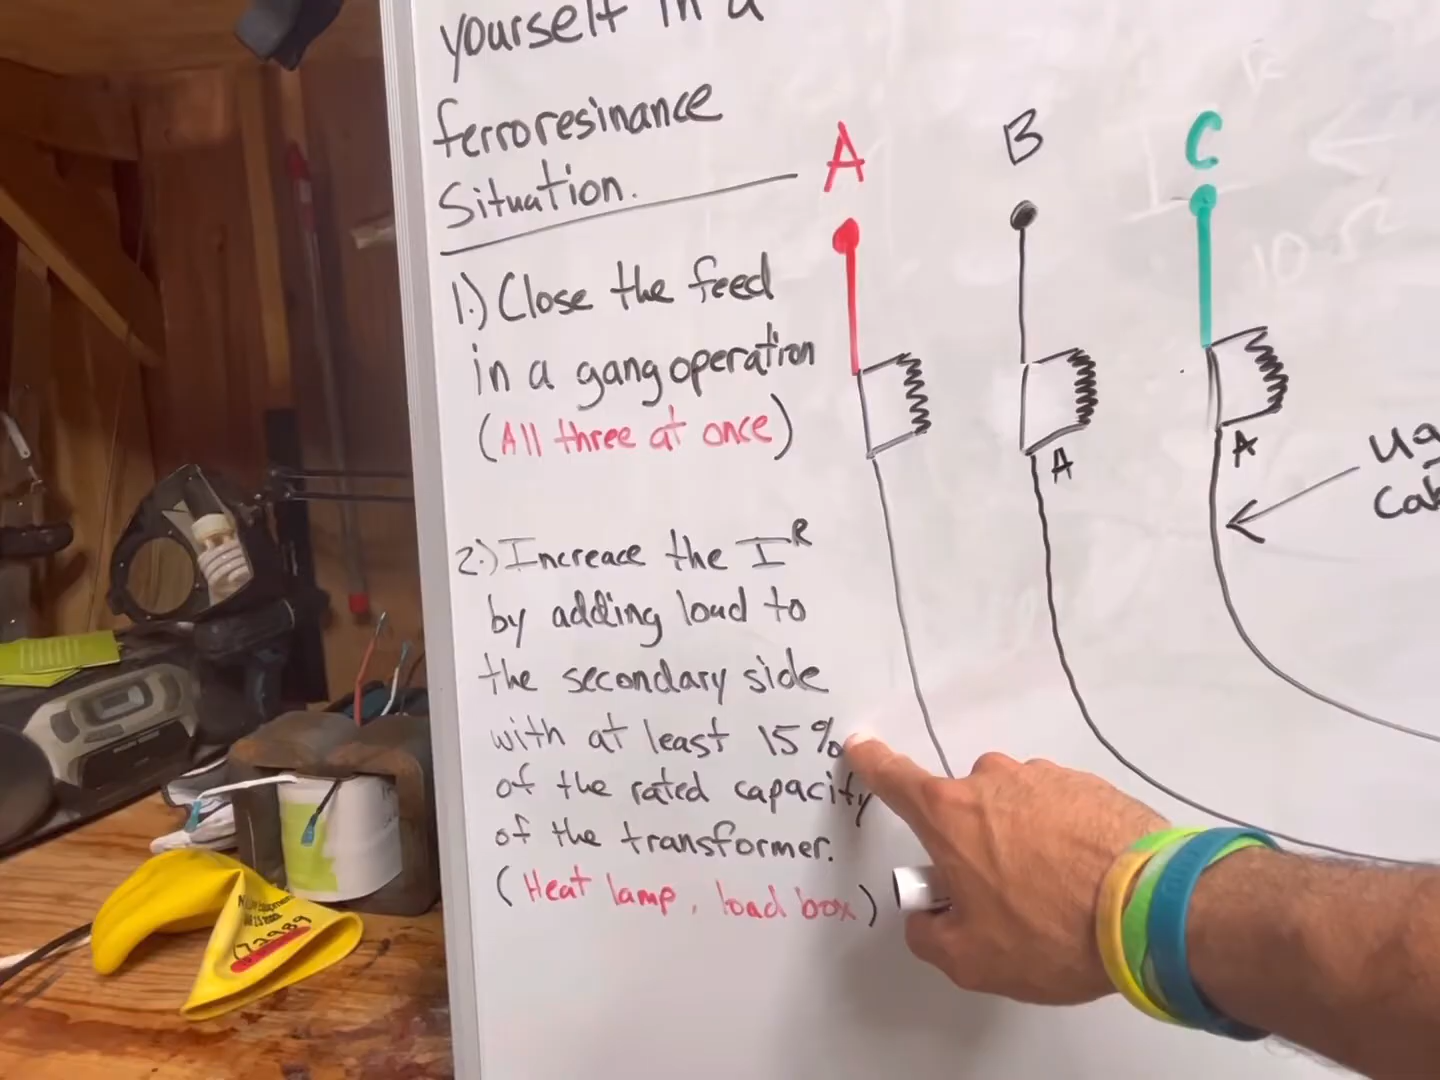 yourself in a
ferroresinance
Situation.
1.) Close the feed
in a gang operation
(All three at once)
2.) Increace the I^R
by adding load to
the secondary side
with at least 15%
of the rated capacity
of the transformer.
(Heat lamp, load box)
A
B
C
A
A
10 Ω
172989